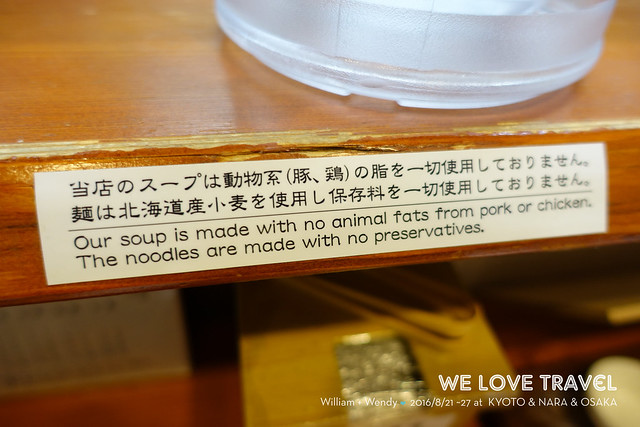 当店のスープは動物系(豚、鶏)の脂を一切使用しておりません。
麺は北海道産小麦を使用し保存料を一切使用しておりません。
Our soup is made with no animal fats from pork or chicken.
The noodles are made with no preservatives.
WE LOVE TRAVEL
William + Wendy 2016/8/21 -27 at KYOTO & NARA & OSAKA